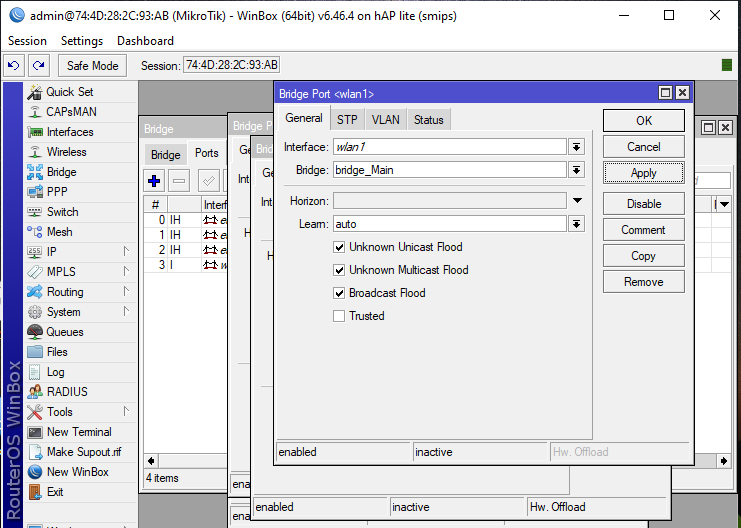 admin@74:4D:28:2C:93:AB (MikroTik) - WinBox (64bit) v6.46.4 on hAP lite (smips)
Session Settings Dashboard
Safe Mode Session: 74:4D:28:2C:93:AB
Quick Set
CAPsMAN
Interfaces
Wireless
Bridge
PPP
Switch
Mesh
IP
MPLS
Routing
System
Queues
Files
Log
RADIUS
Tools
New Terminal
Make Supout.rif
New WinBox
Exit
RouterOS WinBox
Bridge
Bridge Ports
# Interf
0 IH e
1 IH e
2 IH e
3 I w
4 items
Bridge P
Ge
Int
H
ena
Bri
Ge
Int
H
enabled inactive Hw. Offload
Bridge Port <wlan1>
General STP VLAN Status
Interface: wlan1
Bridge: bridge_Main
Horizon:
Learn: auto
Unknown Unicast Flood
Unknown Multicast Flood
Broadcast Flood
Trusted
OK
Cancel
Apply
Disable
Comment
Copy
Remove
enabled inactive Hw. Offload